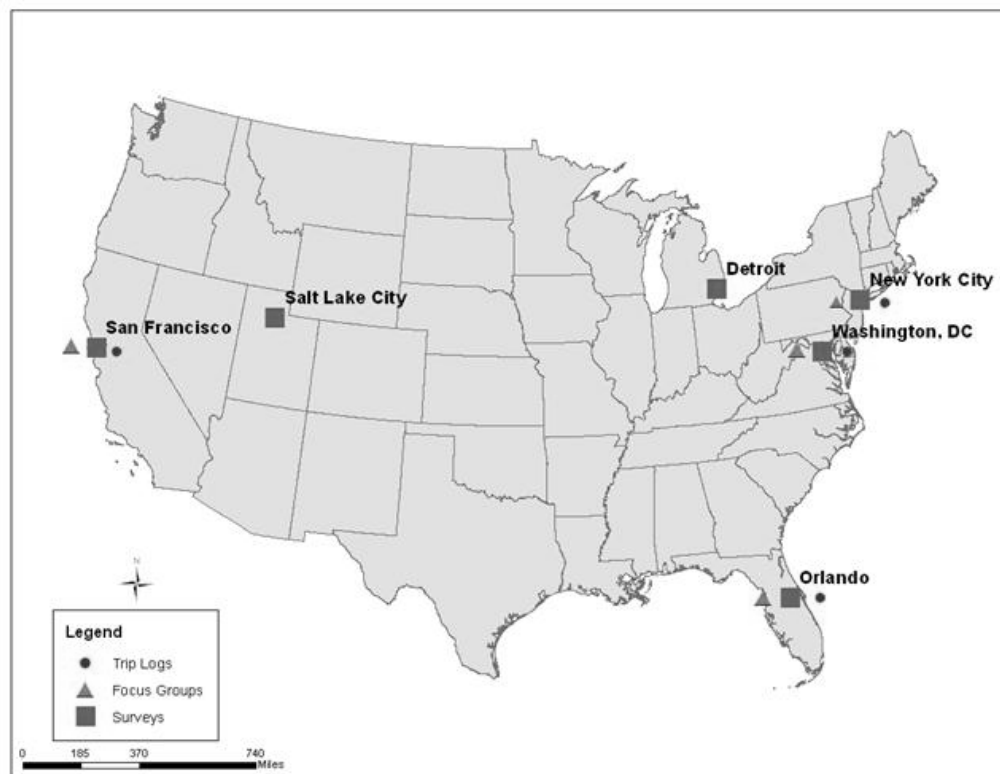 Detroit
New York City
Salt Lake City
San Francisco
Washington, DC
Orlando
N
Legend
Trip Logs
Focus Groups
Surveys
0 185 370 740
Miles